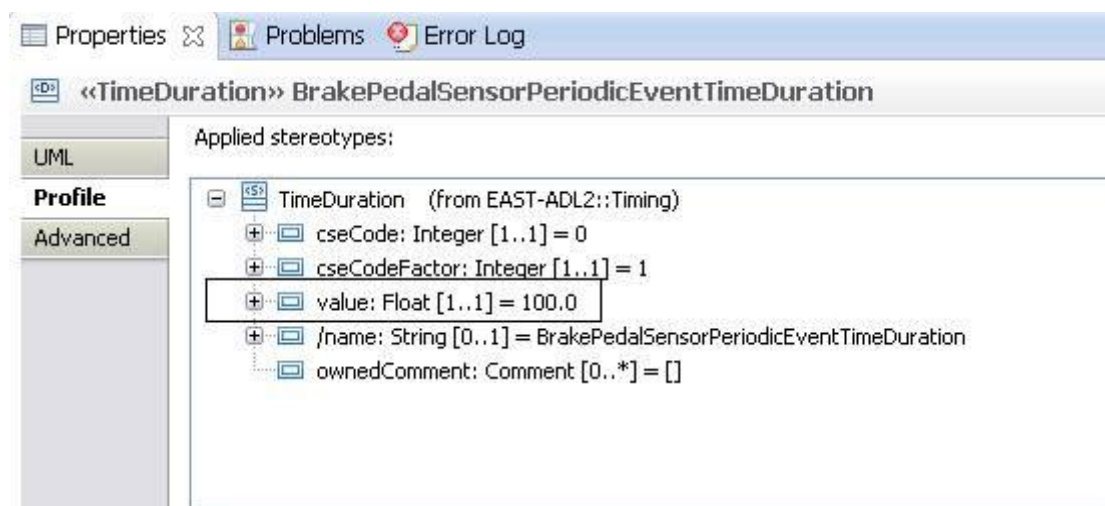 Properties Problems Error Log
«TimeDuration» BrakePedalSensorPeriodicEventTimeDuration
Applied stereotypes:
UML
Profile
Advanced
<D>
<S> TimeDuration (from EAST-ADL2::Timing)
cseCode: Integer [1..1] = 0
cseCodeFactor: Integer [1..1] = 1
value: Float [1..1] = 100.0
/name: String [0..1] = BrakePedalSensorPeriodicEventTimeDuration
ownedComment: Comment [0..*] = []